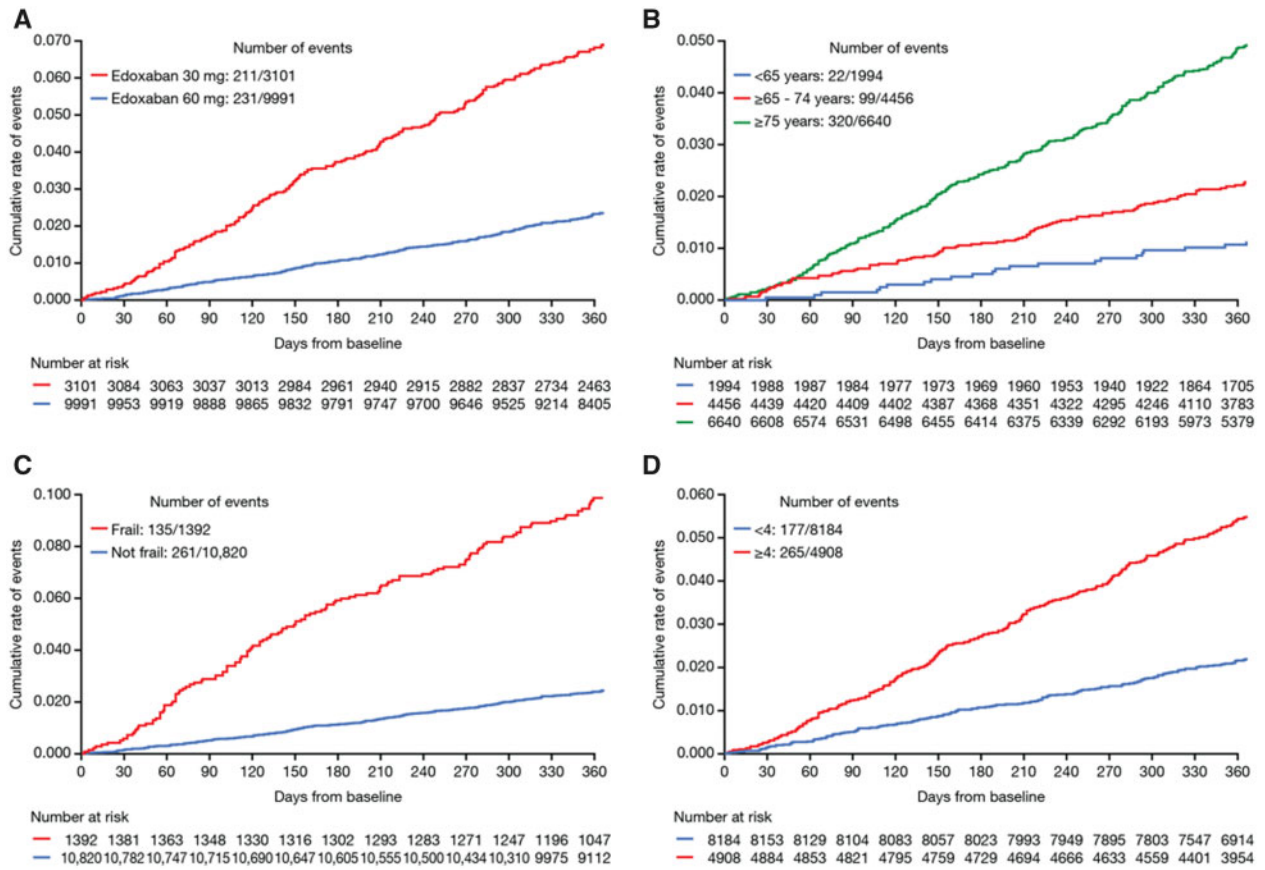 A
Number of events
Edoxaban 30 mg: 211/3101
Edoxaban 60 mg: 231/9991
Cumulative rate of events
0.070
0.060
0.050
0.040
0.030
0.020
0.010
0.000
0 30 60 90 120 150 180 210 240 270 300 330 360
Days from baseline
Number at risk
3101 3084 3063 3037 3013 2984 2961 2940 2915 2882 2837 2734 2463
9991 9953 9919 9888 9865 9832 9791 9747 9700 9646 9525 9214 8405
B
Number of events
<65 years: 22/1994
≥65 - 74 years: 99/4456
≥75 years: 320/6640
Cumulative rate of events
0.050
0.040
0.030
0.020
0.010
0.000
0 30 60 90 120 150 180 210 240 270 300 330 360
Days from baseline
Number at risk
1994 1988 1987 1984 1977 1973 1969 1960 1953 1940 1922 1864 1705
4456 4439 4420 4409 4402 4387 4368 4351 4322 4295 4246 4110 3783
6640 6608 6574 6531 6498 6455 6414 6375 6339 6292 6193 5973 5379
C
Number of events
Frail: 135/1392
Not frail: 261/10,820
Cumulative rate of events
0.100
0.080
0.060
0.040
0.020
0.000
0 30 60 90 120 150 180 210 240 270 300 330 360
Days from baseline
Number at risk
1392 1381 1363 1348 1330 1316 1302 1293 1283 1271 1247 1196 1047
10,820 10,782 10,747 10,715 10,690 10,647 10,605 10,555 10,500 10,434 10,310 9975 9112
D
Number of events
<4: 177/8184
≥4: 265/4908
Cumulative rate of events
0.060
0.050
0.040
0.030
0.020
0.010
0.000
0 30 60 90 120 150 180 210 240 270 300 330 360
Days from baseline
Number at risk
8184 8153 8129 8104 8083 8057 8023 7993 7949 7895 7803 7547 6914
4908 4884 4853 4821 4795 4759 4729 4694 4666 4633 4559 4401 3954